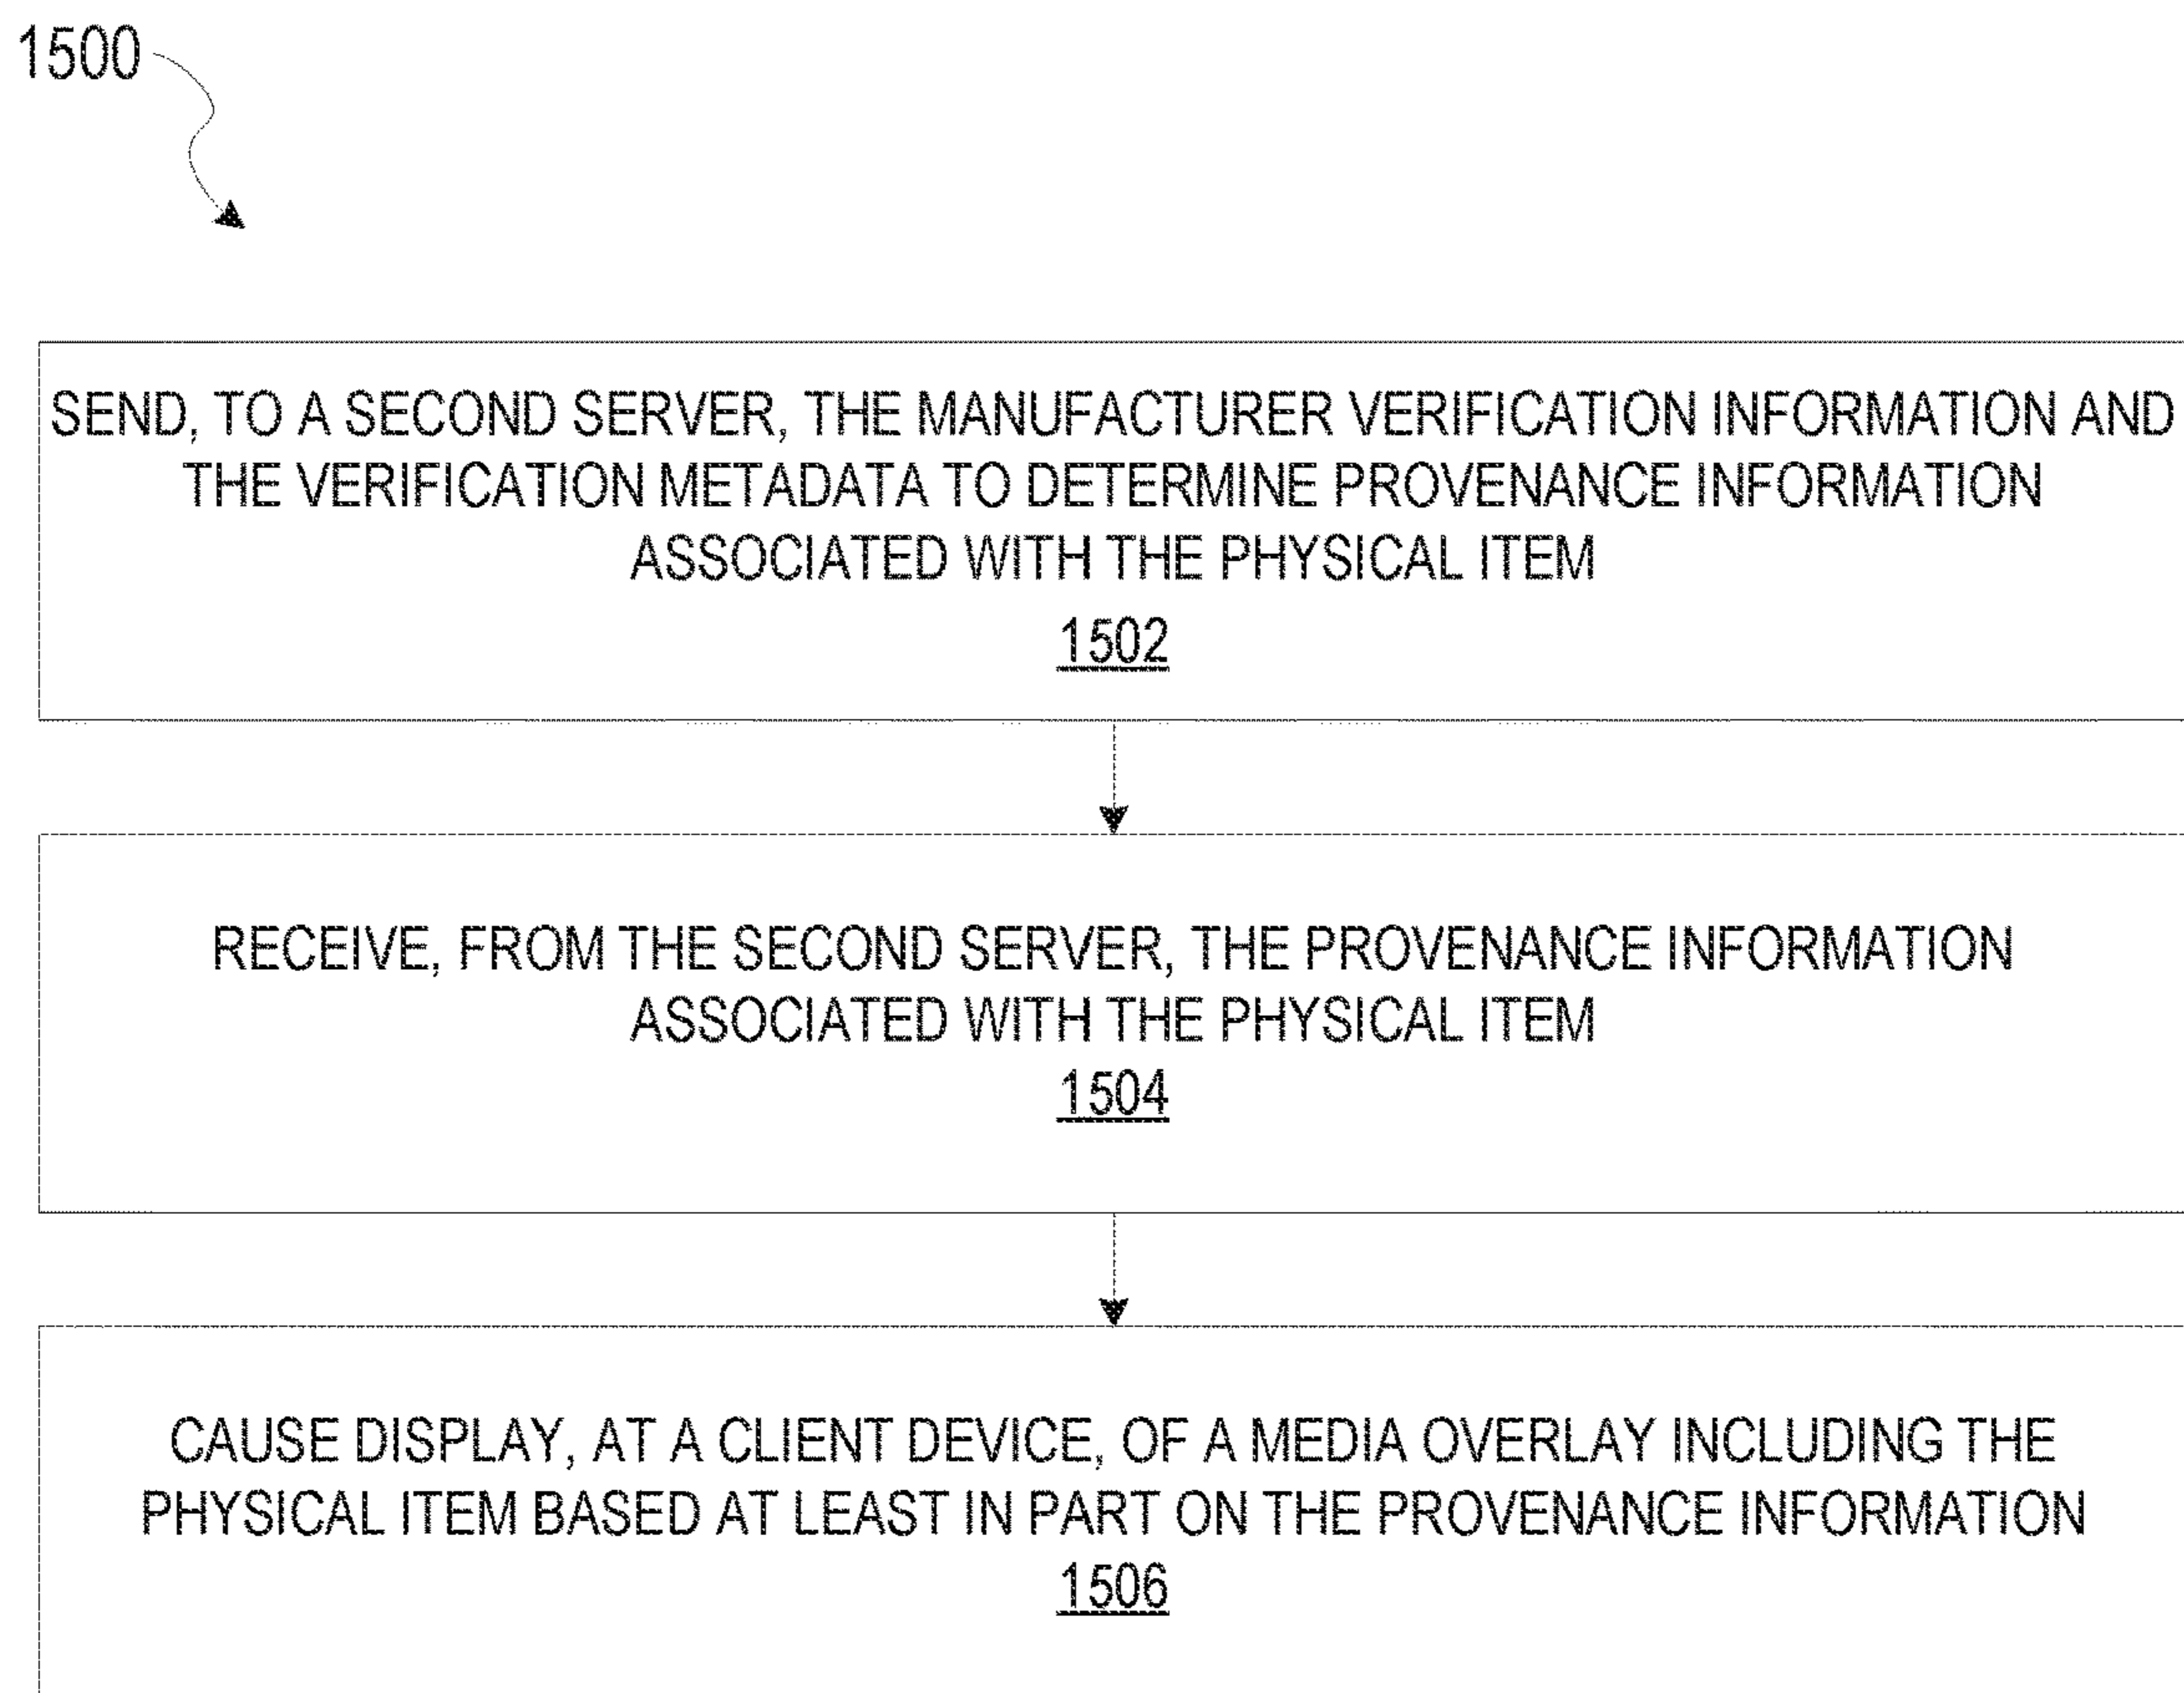 1500
SEND, TO A SECOND SERVER, THE MANUFACTURER VERIFICATION INFORMATION AND
THE VERIFICATION METADATA TO DETERMINE PROVENANCE INFORMATION
ASSOCIATED WITH THE PHYSICAL ITEM
1502
RECEIVE, FROM THE SECOND SERVER, THE PROVENANCE INFORMATION
ASSOCIATED WITH THE PHYSICAL ITEM
1504
CAUSE DISPLAY, AT A CLIENT DEVICE, OF A MEDIA OVERLAY INCLUDING THE
PHYSICAL ITEM BASED AT LEAST IN PART ON THE PROVENANCE INFORMATION
1506